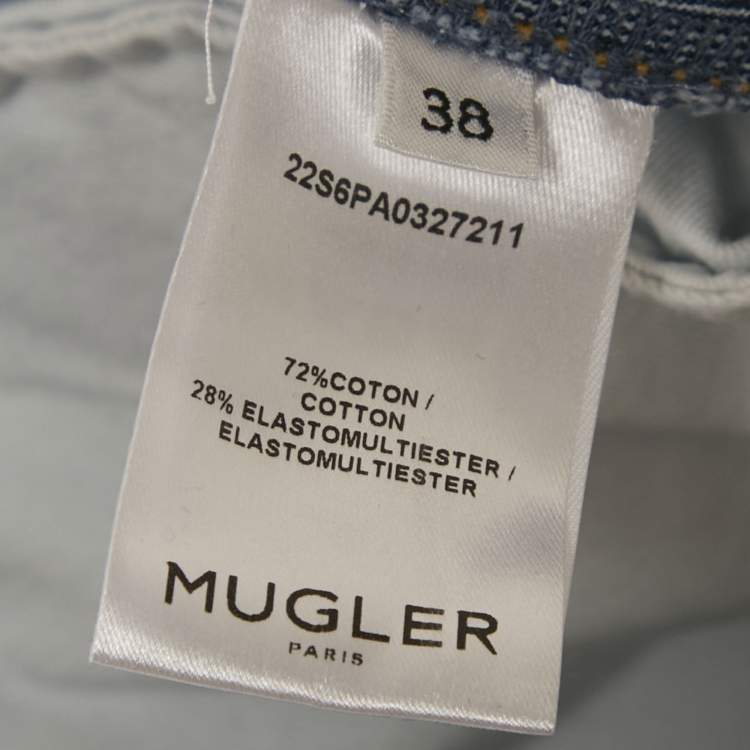 38
22S6PA0327211
72%COTON /
COTTON
28% ELASTOMULTIESTER /
ELASTOMULTIESTER
MUGLER
PARIS